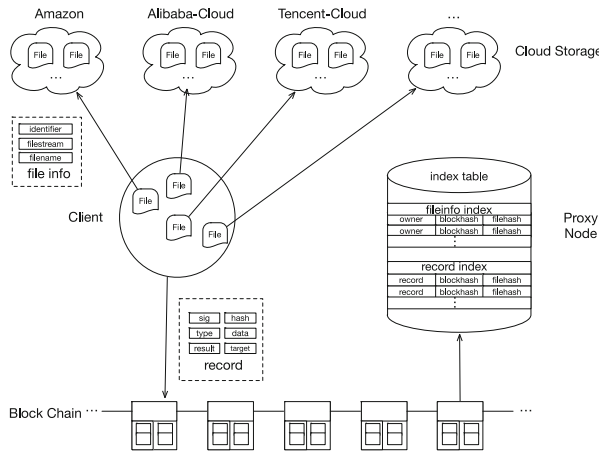 Amazon Alibaba-Cloud Tencent-Cloud ...
File File File File File File File File
... ... ... ...
Cloud Storage
identifier
filestream
filename
file info
Client
File
File
File
File
index table
fileinfo index
owner blockhash filehash
owner blockhash filehash
⋮
record index
record blockhash filehash
record blockhash filehash
⋮
Proxy
Node
sig hash
type data
result target
record
Block Chain ... ...